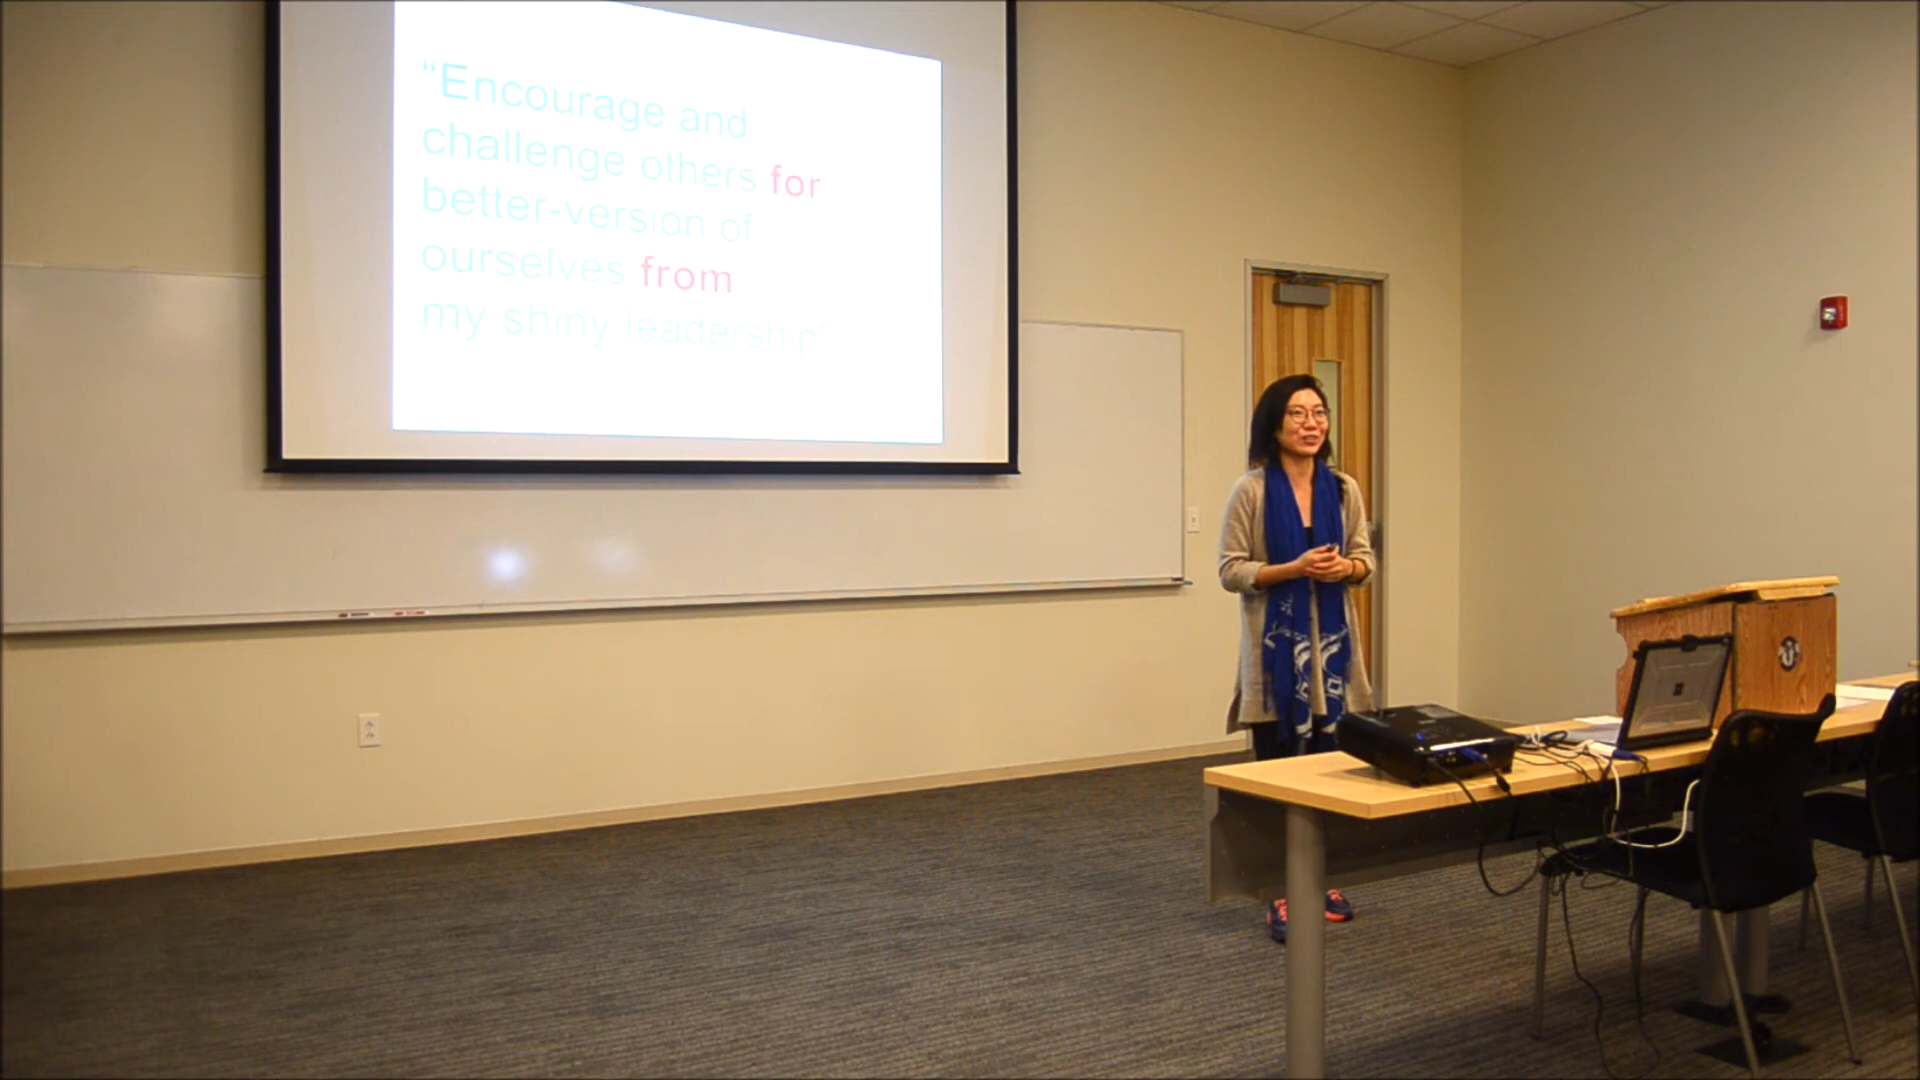 “Encourage and
challenge others for
better-version of
ourselves from
my shiny leadership”